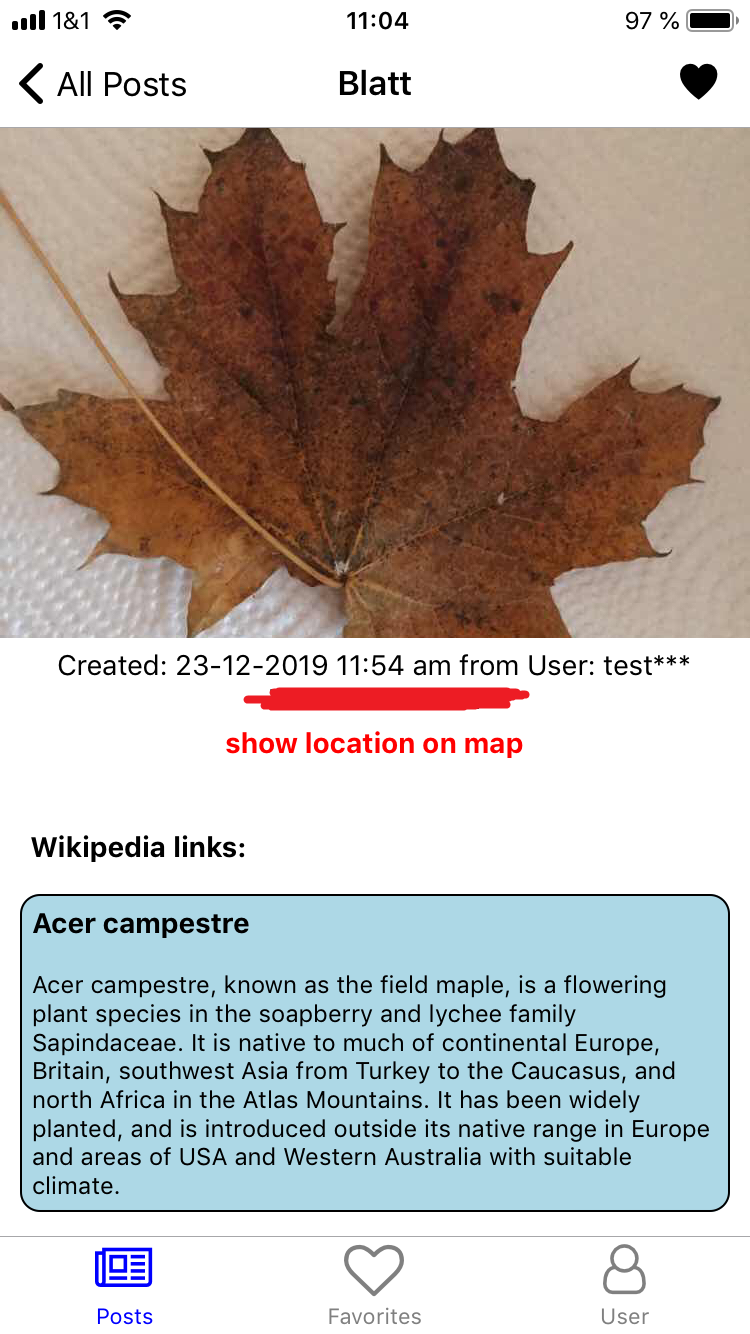 1&1 11:04 97 %
All Posts Blatt
Created: 23-12-2019 11:54 am from User: test***
show location on map
Wikipedia links:
Acer campestre
Acer campestre, known as the field maple, is a flowering
plant species in the soapberry and lychee family
Sapindaceae. It is native to much of continental Europe,
Britain, southwest Asia from Turkey to the Caucasus, and
north Africa in the Atlas Mountains. It has been widely
planted, and is introduced outside its native range in Europe
and areas of USA and Western Australia with suitable
climate.
Posts Favorites User